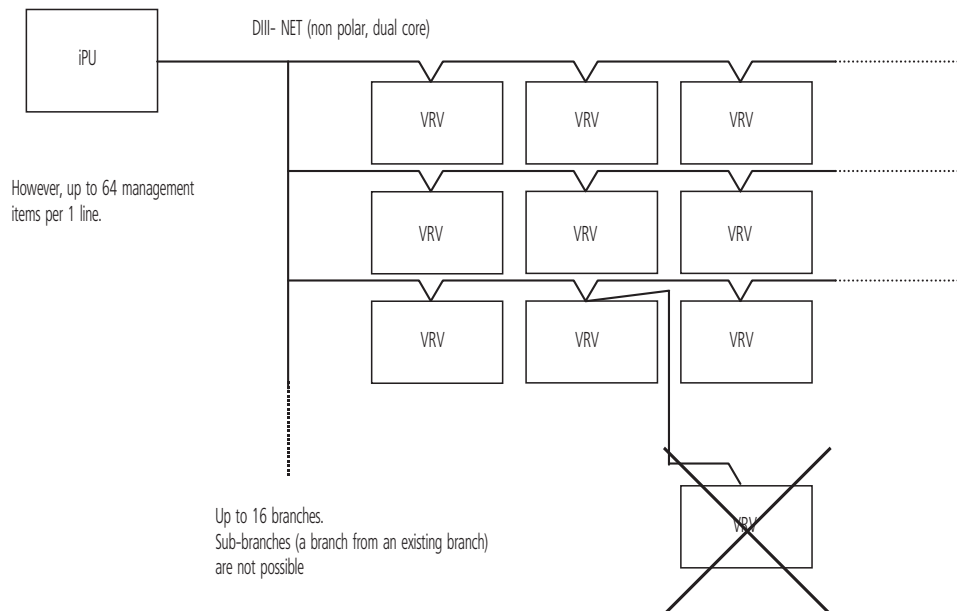 DIII- NET (non polar, dual core)
iPU
VRV VRV VRV
However, up to 64 management
items per 1 line.
VRV VRV VRV
VRV VRV VRV
Up to 16 branches.
Sub-branches (a branch from an existing branch)
are not possible
VRV